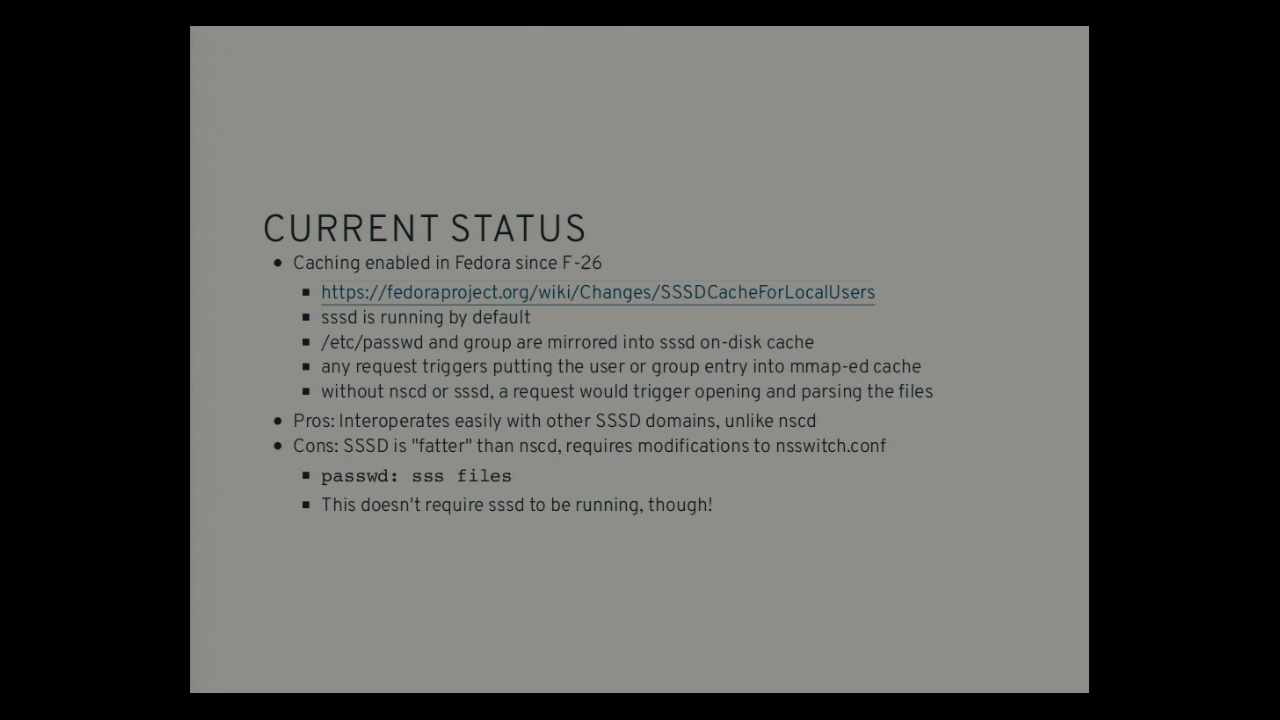 CURRENT STATUS
Caching enabled in Fedora since F-26
https://fedoraproject.org/wiki/Changes/SSSDCacheForLocalUsers
sssd is running by default
/etc/passwd and group are mirrored into sssd on-disk cache
any request triggers putting the user or group entry into mmap-ed cache
without nscd or sssd, a request would trigger opening and parsing the files
Pros: Interoperates easily with other SSSD domains, unlike nscd
Cons: SSSD is "fatter" than nscd, requires modifications to nsswitch.conf
passwd: sss files
This doesn't require sssd to be running, though!